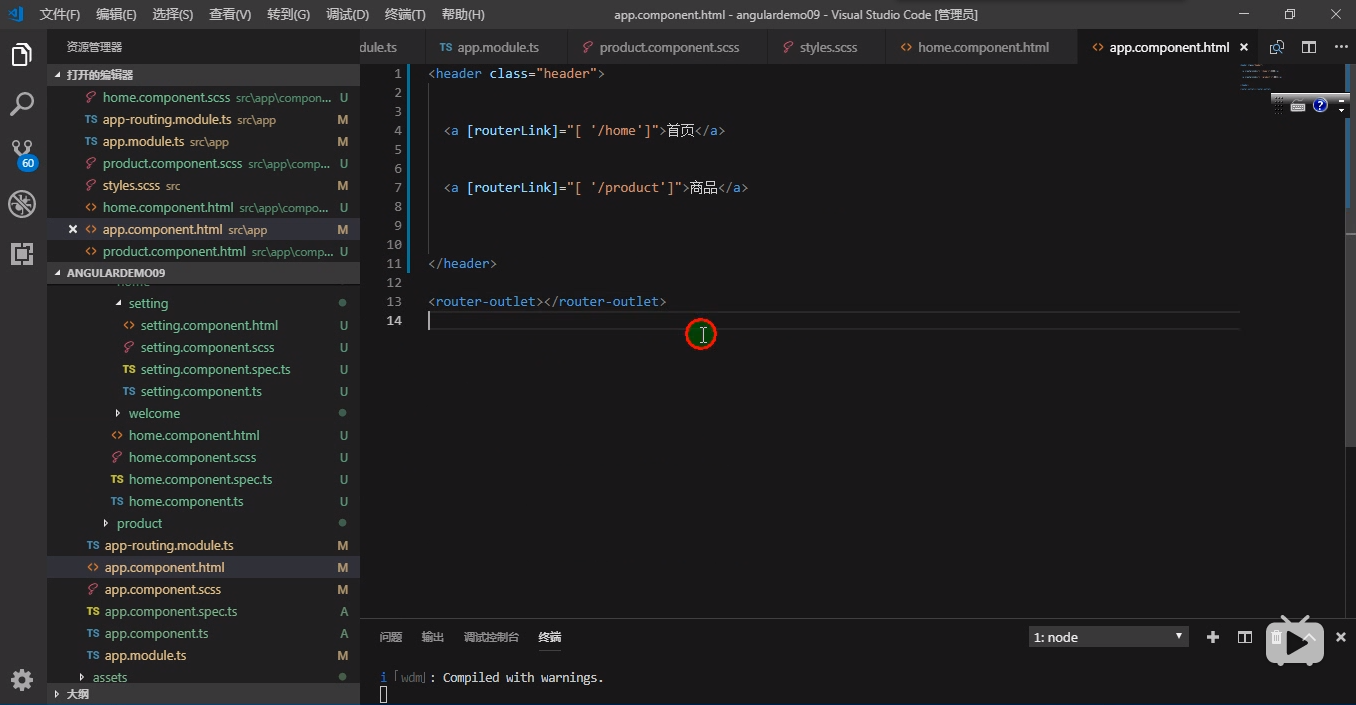 文件(F) 编辑(E) 选择(S) 查看(V) 转到(G) 调试(D) 终端(T) 帮助(H) app.component.html - angulardemo09 - Visual Studio Code [管理员]
资源管理器
dule.ts TS app.module.ts product.component.scss styles.scss <> home.component.html <> app.component.html
打开的编辑器
home.component.scss src\app\compon... U
TS app-routing.module.ts src\app M
TS app.module.ts src\app M
product.component.scss src\app\comp... U
styles.scss src M
<> home.component.html src\app\compo... U
<> app.component.html src\app M
<> product.component.html src\app\comp... U
60
ANGULARDEMO09
home
setting
<> setting.component.html U
setting.component.scss U
TS setting.component.spec.ts U
TS setting.component.ts U
welcome
<> home.component.html U
home.component.scss U
TS home.component.spec.ts U
TS home.component.ts U
product
TS app-routing.module.ts M
<> app.component.html M
app.component.scss M
TS app.component.spec.ts A
TS app.component.ts A
TS app.module.ts M
assets
大纲
1 <header class="header">
2
3
4 <a [routerLink]="[ '/home']">首页</a>
5
6
7 <a [routerLink]="[ '/product']">商品</a>
8
9
10
11 </header>
12
13 <router-outlet></router-outlet>
14
问题 输出 调试控制台 终端 1: node
i ｢wdm｣: Compiled with warnings.